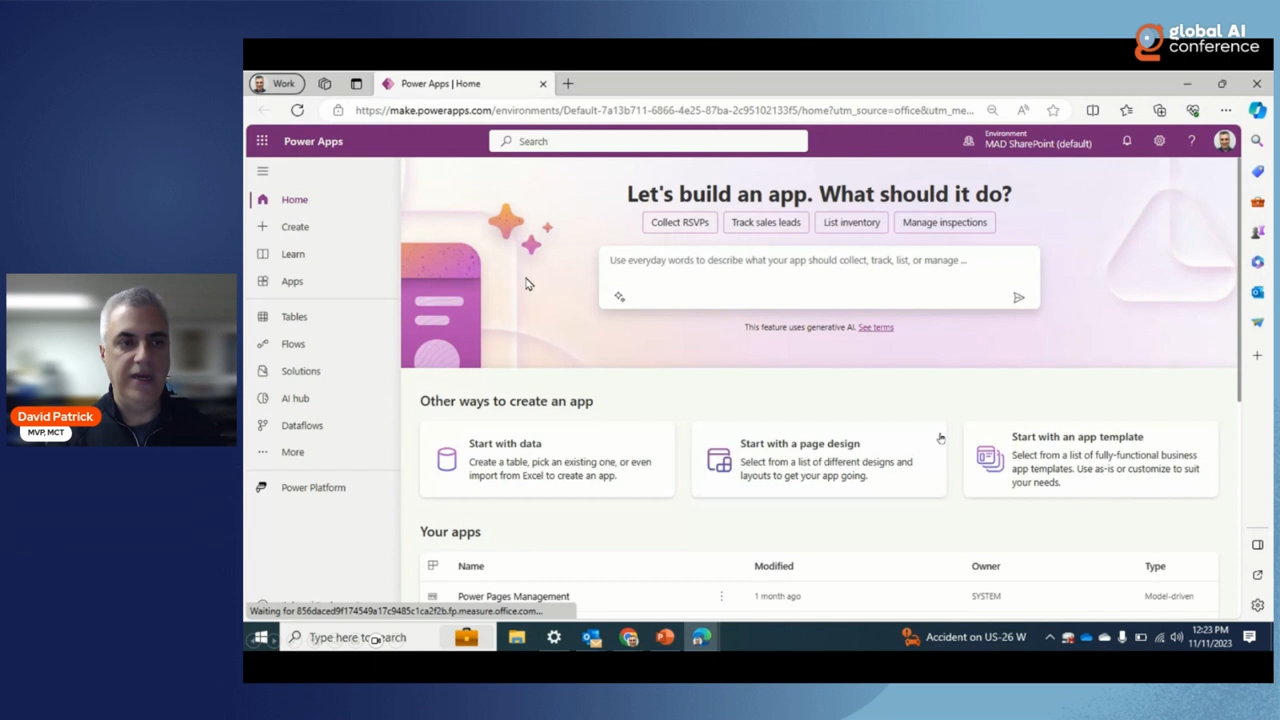 global AI
conference
Work
Power Apps | Home
https://make.powerapps.com/environments/Default-7a13b711-6866-4e25-87ba-2c95102133f5/home?utm_source=office&utm_me...
Power Apps
Search
Environment
MAD SharePoint (default)
Home
Create
Learn
Apps
Tables
Flows
Solutions
AI hub
Dataflows
More
Power Platform
Let's build an app. What should it do?
Collect RSVPs
Track sales leads
List inventory
Manage inspections
Use everyday words to describe what your app should collect, track, list, or manage ...
This feature uses generative AI. See terms
Other ways to create an app
Start with data
Create a table, pick an existing one, or even
import from Excel to create an app.
Start with a page design
Select from a list of different designs and
layouts to get your app going.
Start with an app template
Select from a list of fully-functional business
app templates. Use as-is or customize to suit
your needs.
Your apps
Name
Modified
Owner
Type
Power Pages Management
1 month ago
SYSTEM
Model-driven
Waiting for 856daced9f174549a17c9485c1ca2f2b.fp.measure.office.com...
David Patrick
MVP, MCT
Type here to search
Accident on US-26 W
12:23 PM
11/11/2023